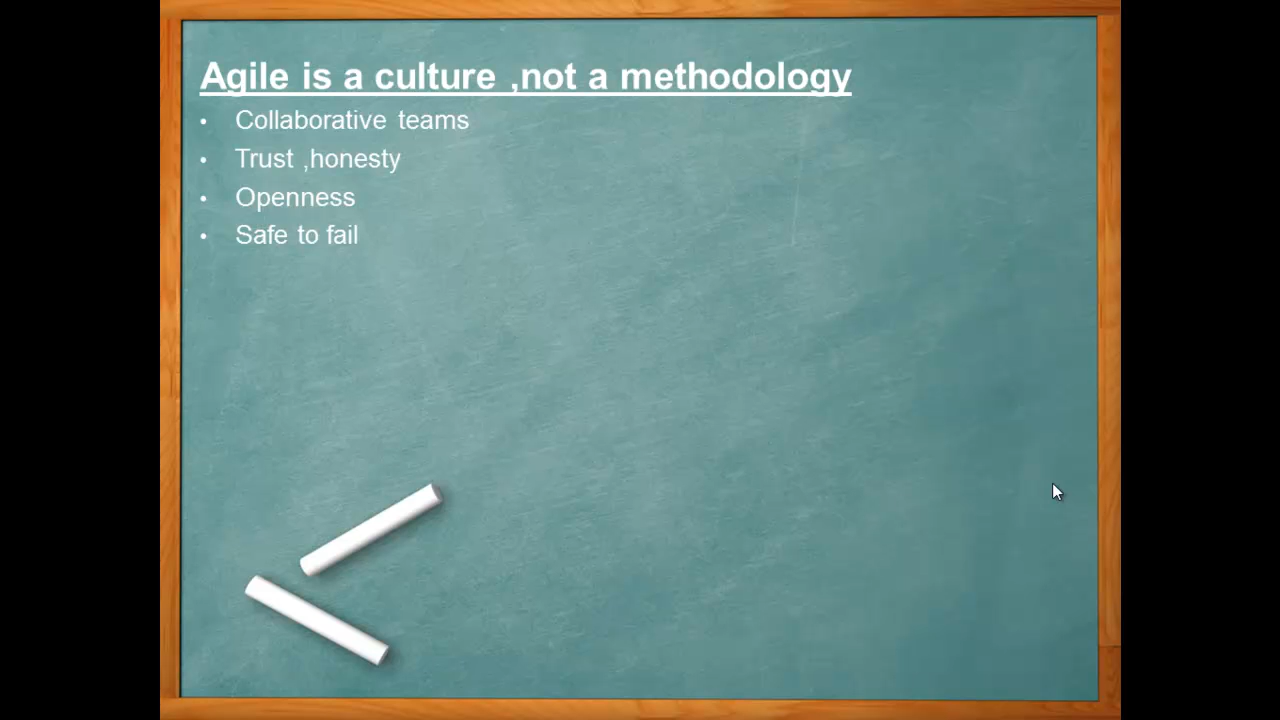 Agile is a culture ,not a methodology
• Collaborative teams
• Trust ,honesty
• Openness
• Safe to fail